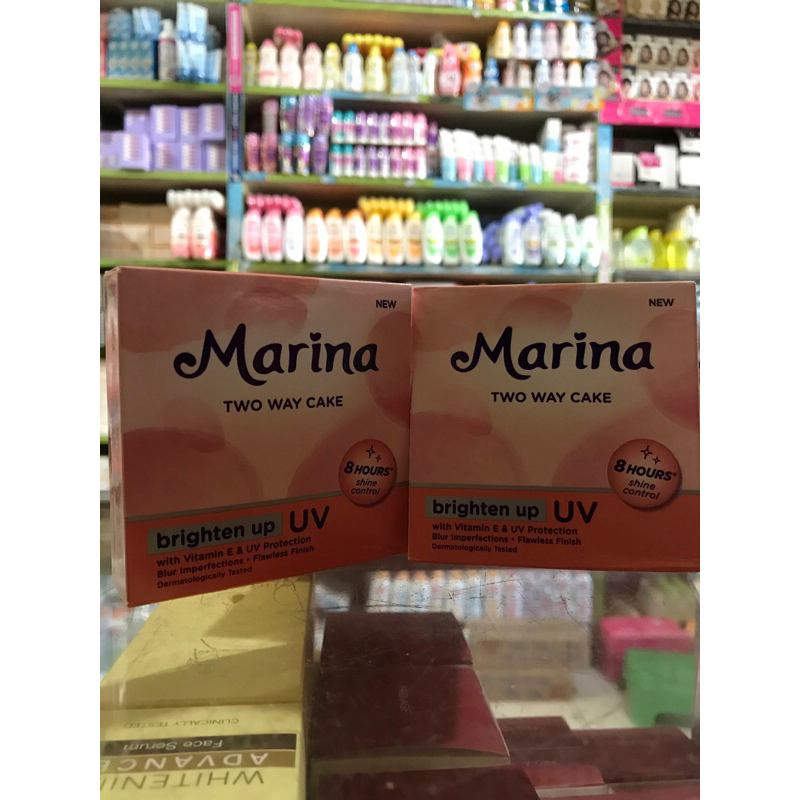 NEW
Marina
TWO WAY CAKE
8 HOURS*
shine
control
brighten up UV
with Vitamin E & UV Protection
Blur Imperfections • Flawless Finish
Dermatologically Tested
NEW
Marina
TWO WAY CAKE
8 HOURS*
shine
control
brighten up UV
with Vitamin E & UV Protection
Blur Imperfections • Flawless Finish
Dermatologically Tested
CLINICALLY TESTED
Face Serum